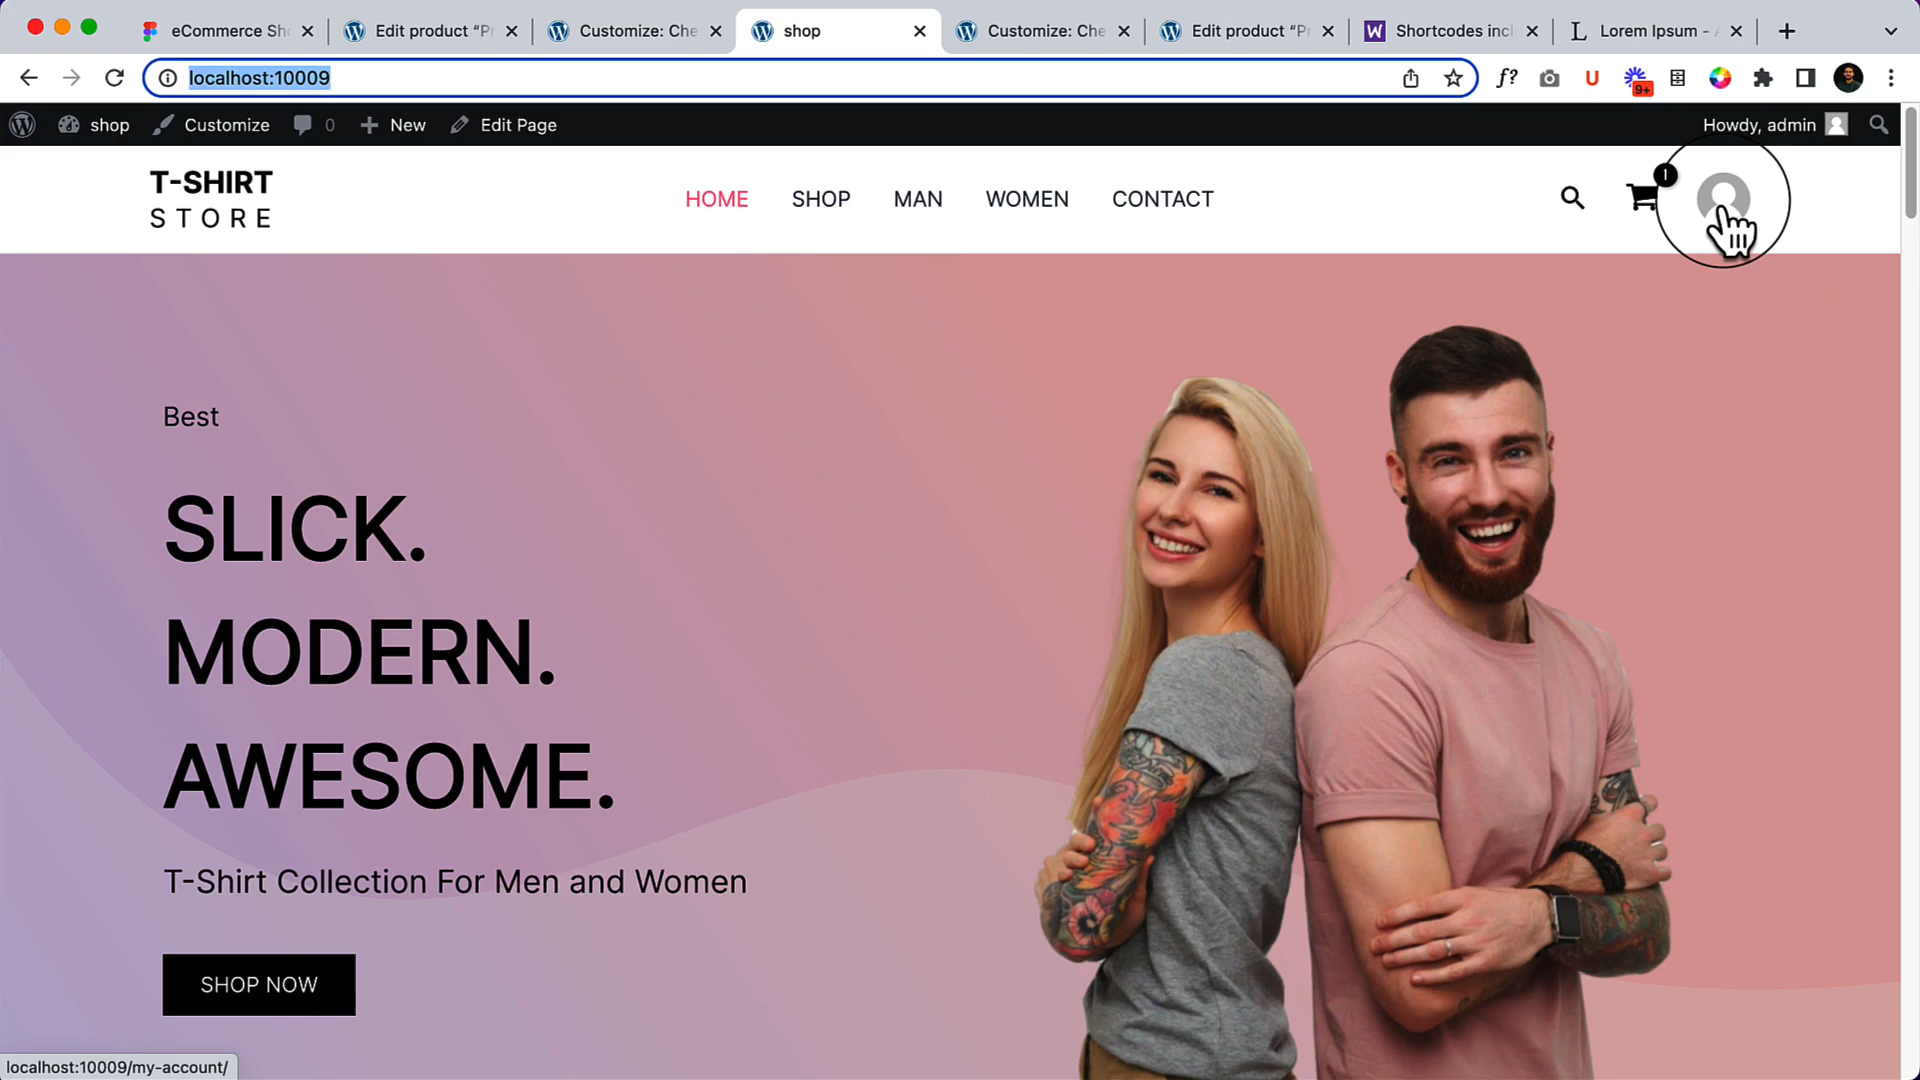 eCommerce Sh
Edit product “Pr
Customize: Che
shop
Customize: Che
Edit product “P
Shortcodes incl
Lorem Ipsum - A
localhost:10009
f?
U
9+
shop
Customize
0
New
Edit Page
Howdy, admin
T-SHIRT
STORE
HOME
SHOP
MAN
WOMEN
CONTACT
1
Best
SLICK.
MODERN.
AWESOME.
T-Shirt Collection For Men and Women
SHOP NOW
localhost:10009/my-account/